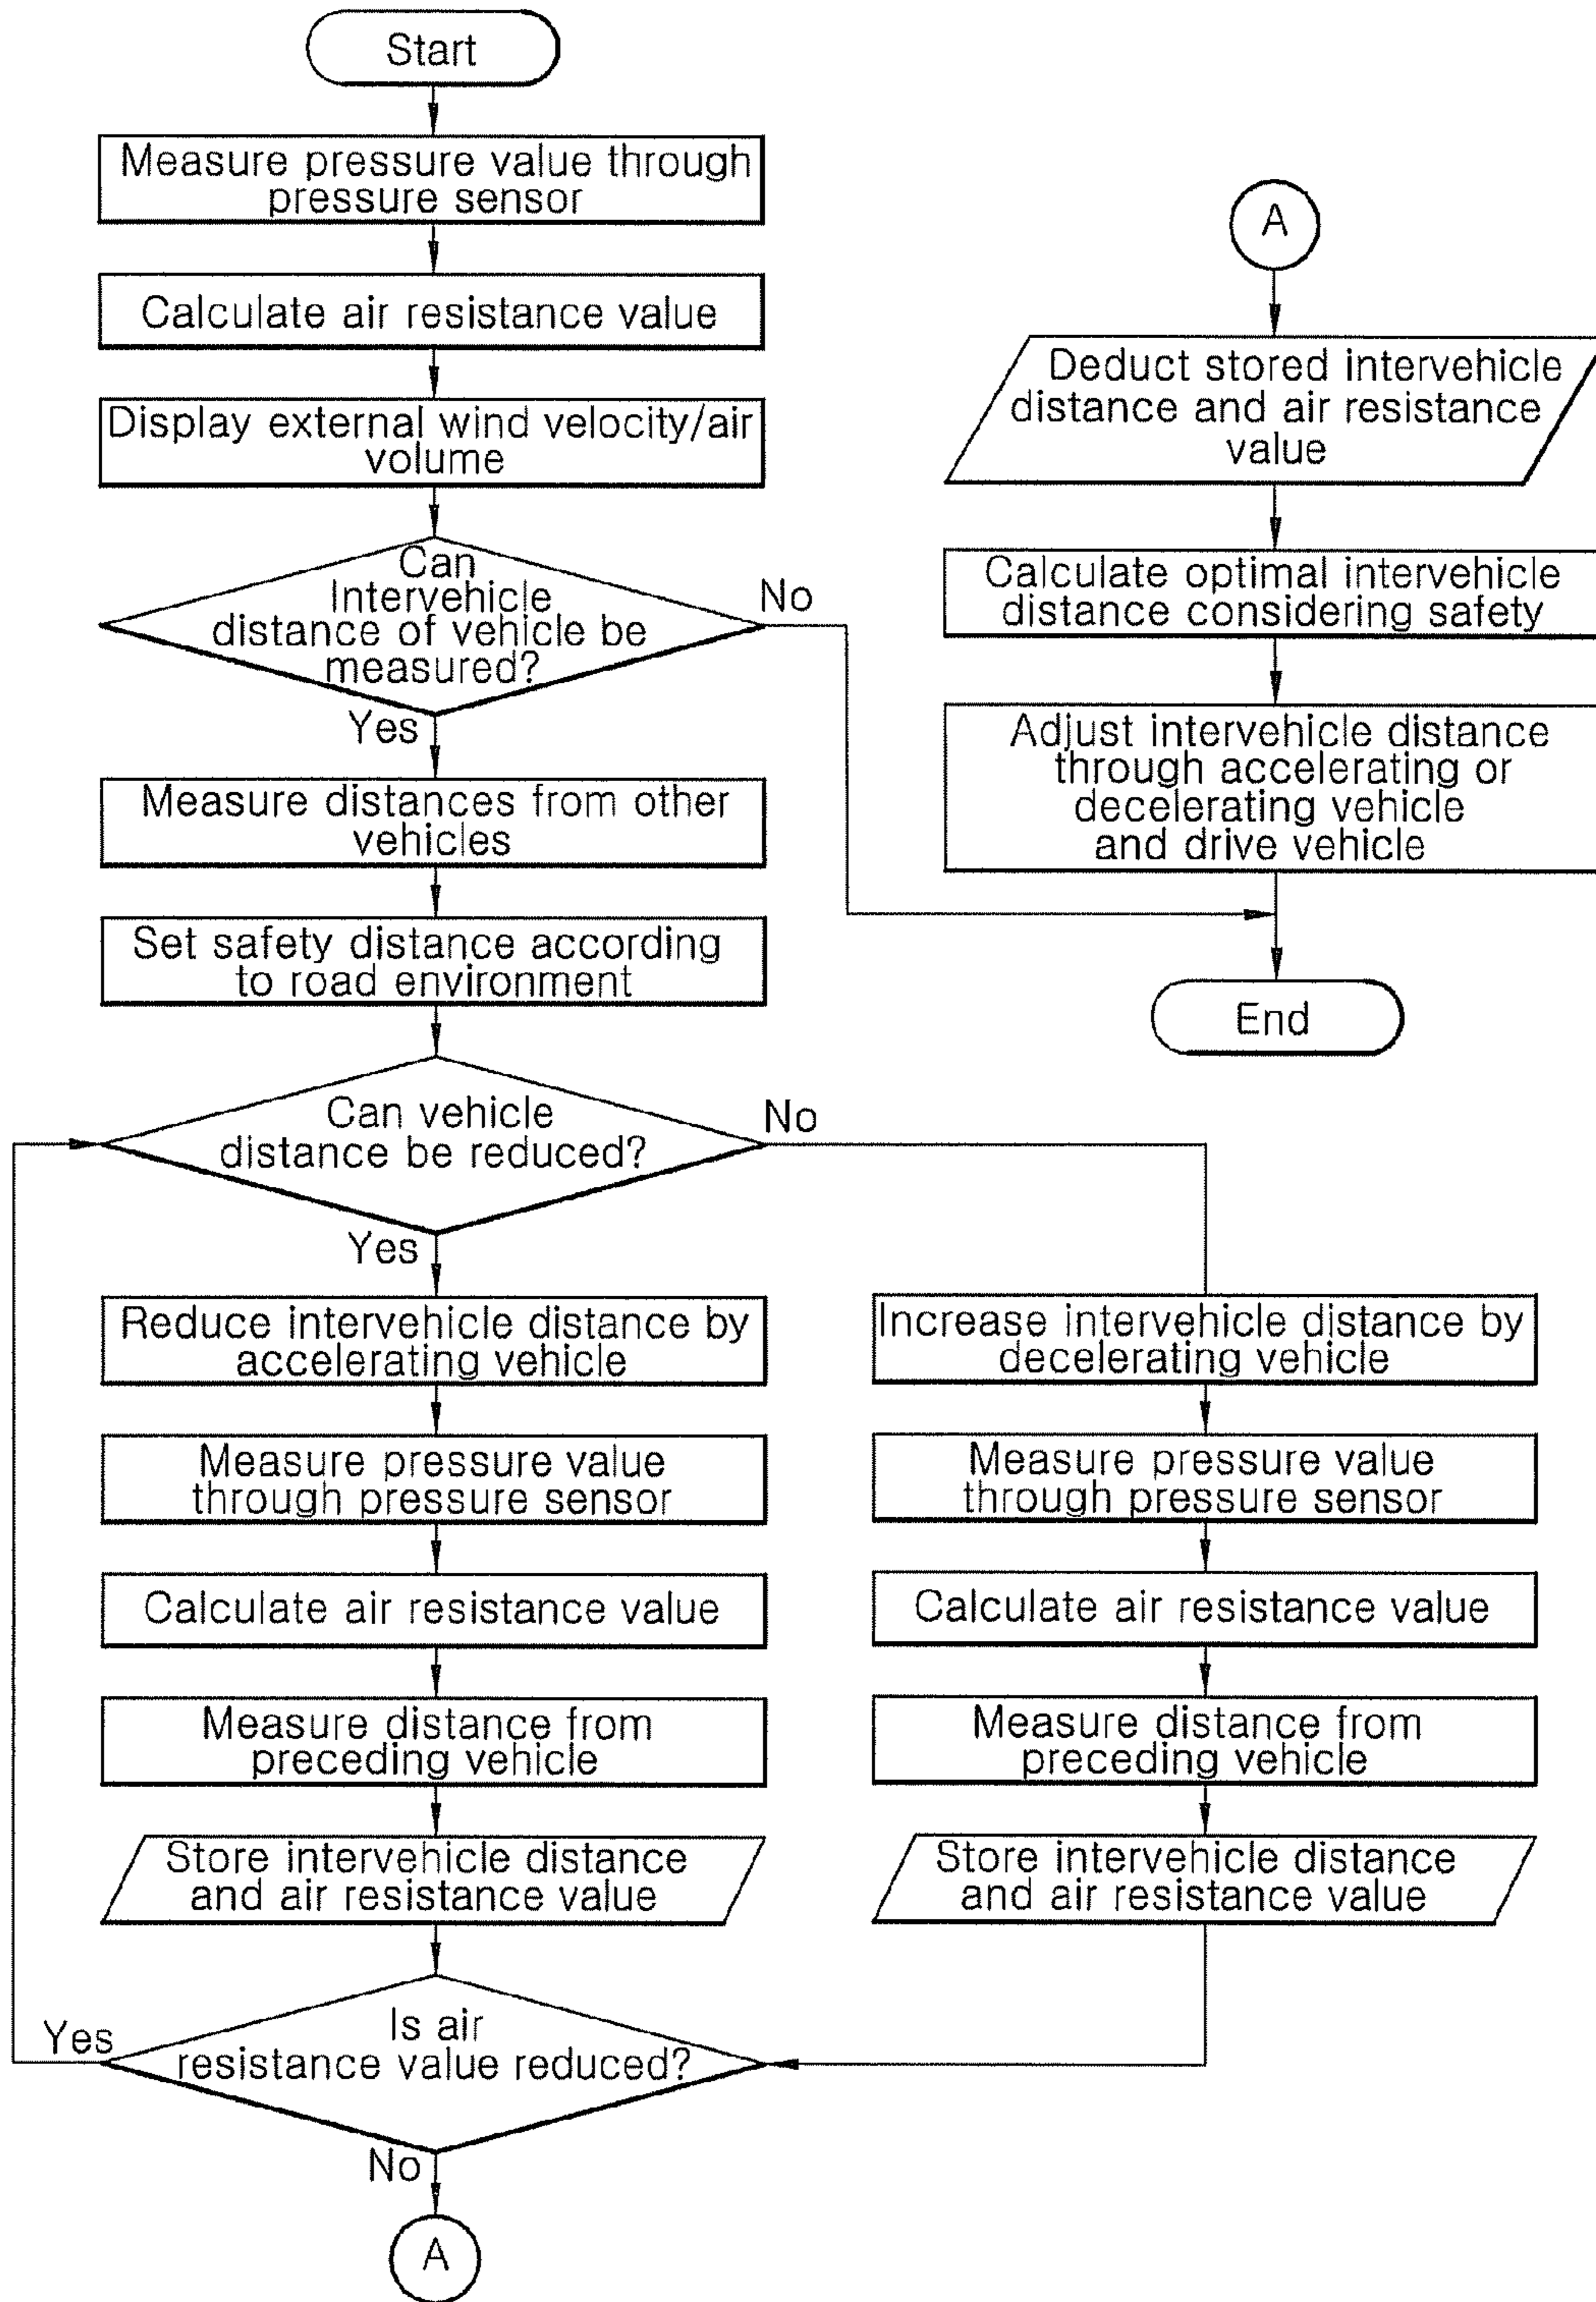 Start
Measure pressure value through
pressure sensor
Calculate air resistance value
Display external wind velocity/air
volume
Can
Intervehicle
distance of vehicle be
measured?
No
Yes
Measure distances from other
vehicles
Set safety distance according
to road environment
Can vehicle
distance be reduced?
No
Yes
Reduce intervehicle distance by
accelerating vehicle
Measure pressure value
through pressure sensor
Calculate air resistance value
Measure distance from
preceding vehicle
Store intervehicle distance
and air resistance value
Increase intervehicle distance by
decelerating vehicle
Measure pressure value
through pressure sensor
Calculate air resistance value
Measure distance from
preceding vehicle
Store intervehicle distance
and air resistance value
Is air
resistance value reduced?
Yes
No
A
A
Deduct stored intervehicle
distance and air resistance
value
Calculate optimal intervehicle
distance considering safety
Adjust intervehicle distance
through accelerating or
decelerating vehicle
and drive vehicle
End